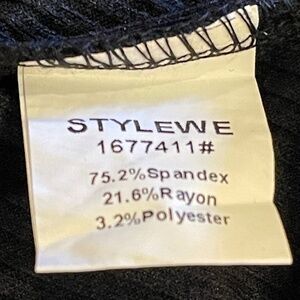 STYLEWE
1677411#
75.2%Spandex
21.6%Rayon
3.2%Polyester